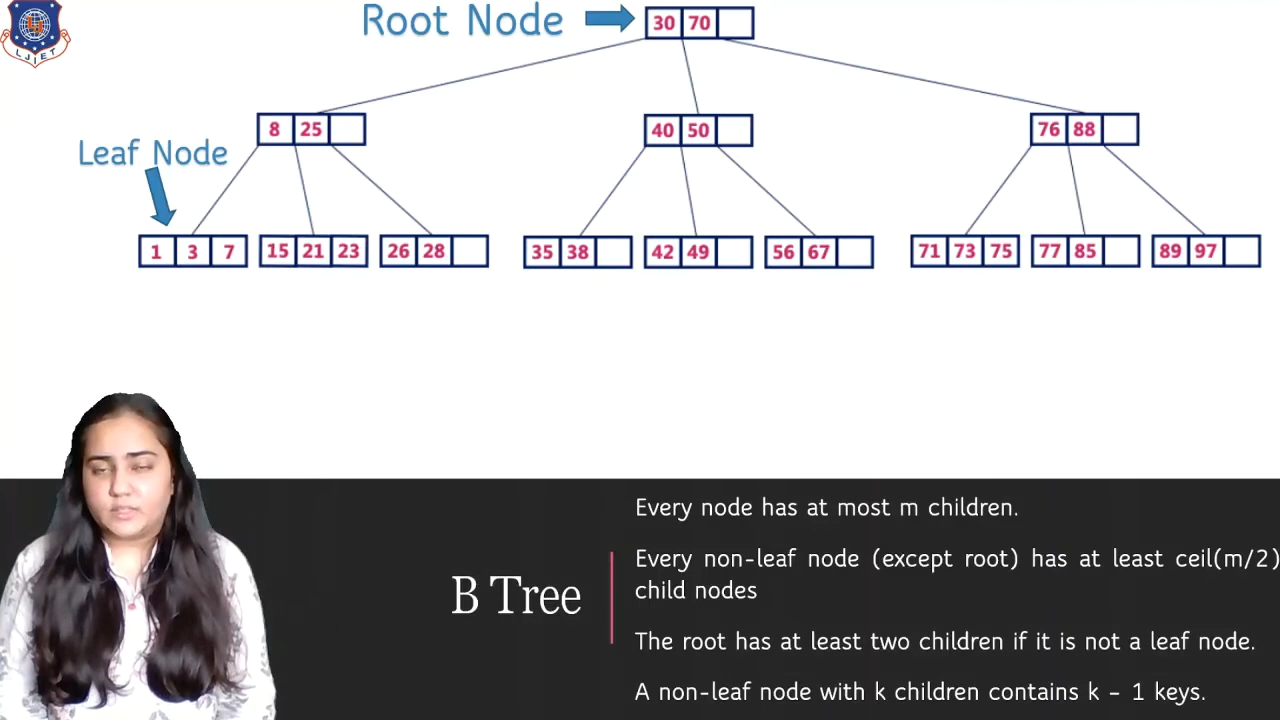 Root Node
30 70
8 25
40 50
76 88
Leaf Node
1 3 7
15 21 23
26 28
35 38
42 49
56 67
71 73 75
77 85
89 97
LJIET
B Tree
Every node has at most m children.
Every non-leaf node (except root) has at least ceil(m/2)
child nodes
The root has at least two children if it is not a leaf node.
A non-leaf node with k children contains k – 1 keys.